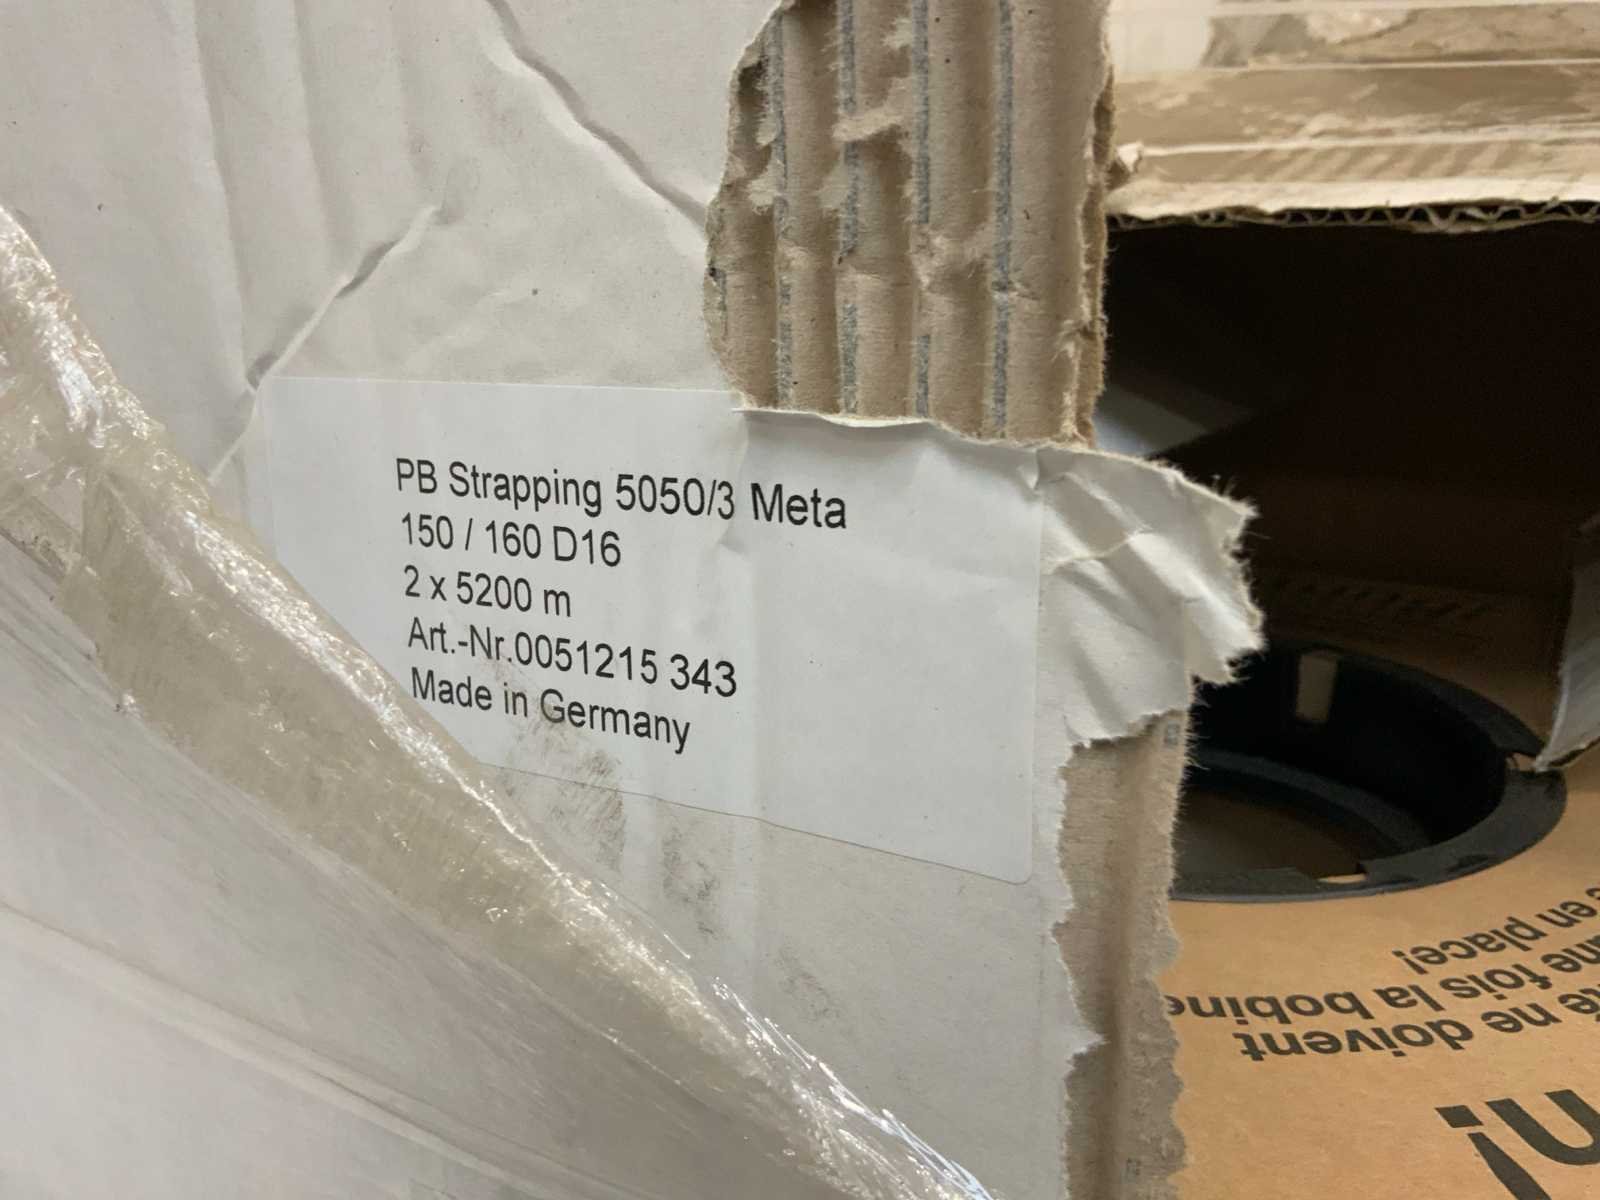 PB Strapping 5050/3 Meta
150 / 160 D16
2 x 5200 m
Art.-Nr.0051215 343
Made in Germany
ne doivent
fois la bobine
en place!